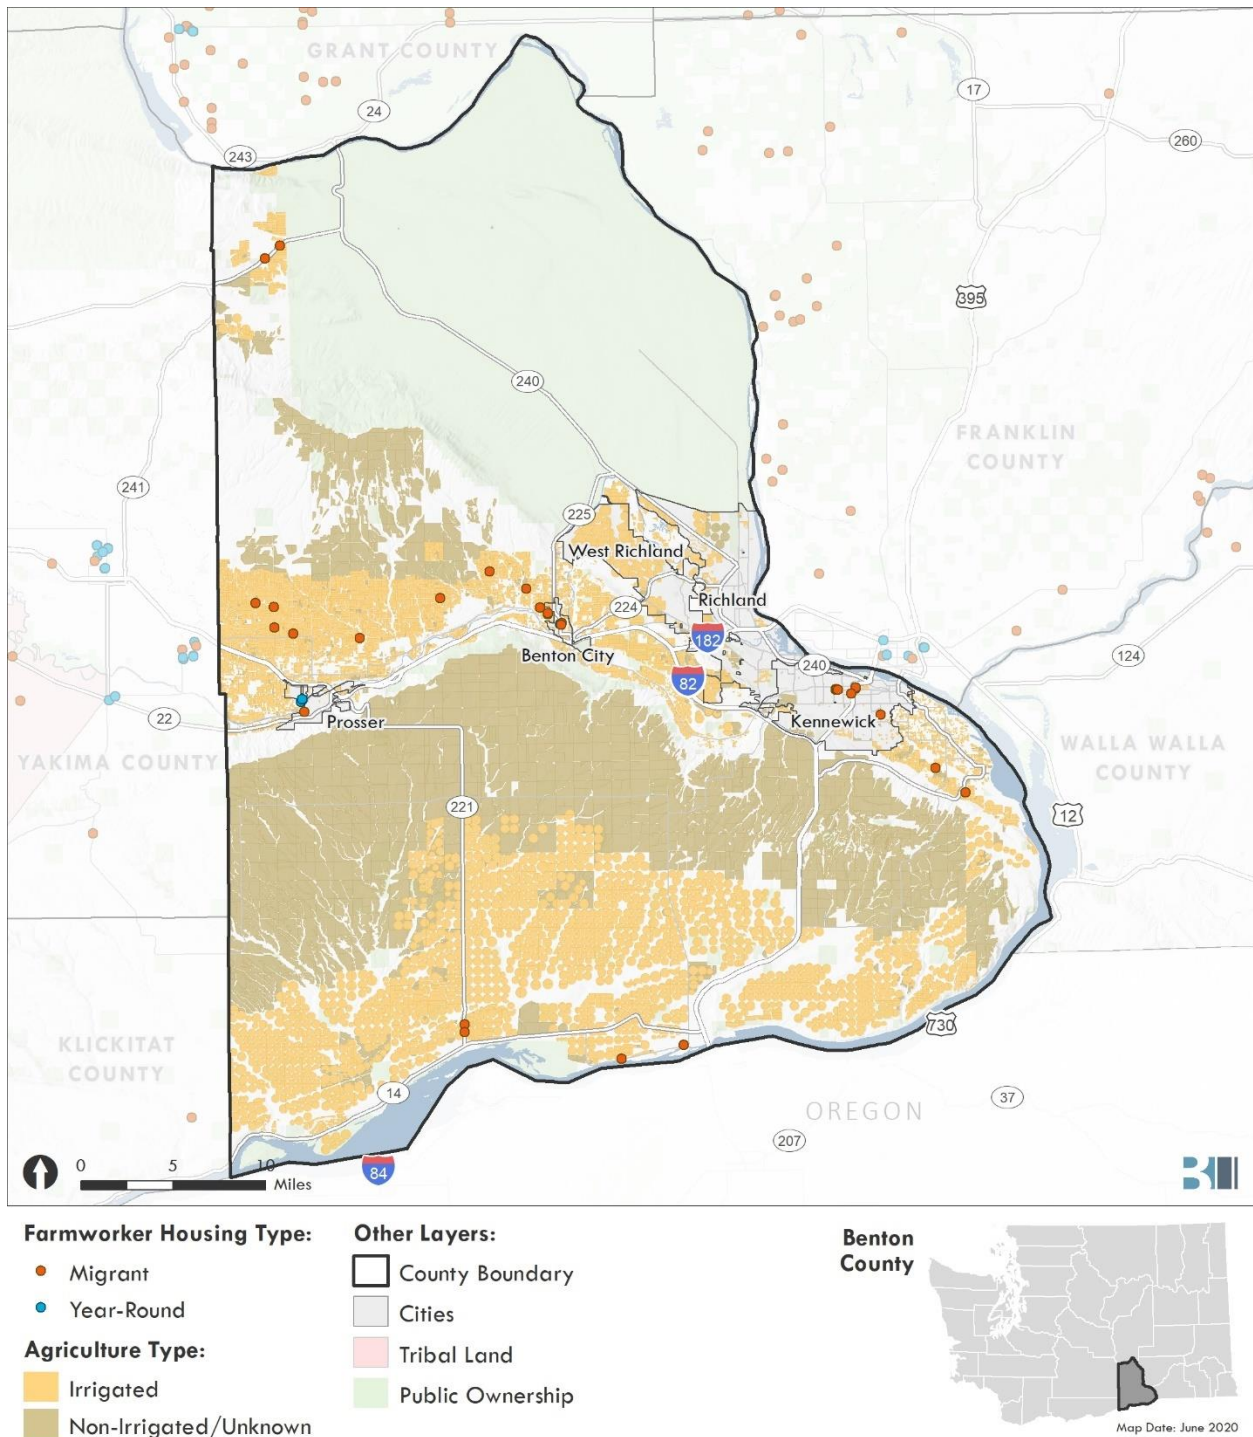 GRANT COUNTY
24
17
260
243
395
240
FRANKLIN
COUNTY
241
225
West Richland
Richland
224
182
Benton City
240
124
82
22
Prosser
Kennewick
YAKIMA COUNTY
WALLA WALLA
COUNTY
221
12
730
KLICKITAT
COUNTY
14
37
OREGON
207
84
0 5 10
Miles
Farmworker Housing Type:
Migrant
Year-Round
Agriculture Type:
Irrigated
Non-Irrigated/Unknown
Other Layers:
County Boundary
Cities
Tribal Land
Public Ownership
Benton
County
Map Date: June 2020